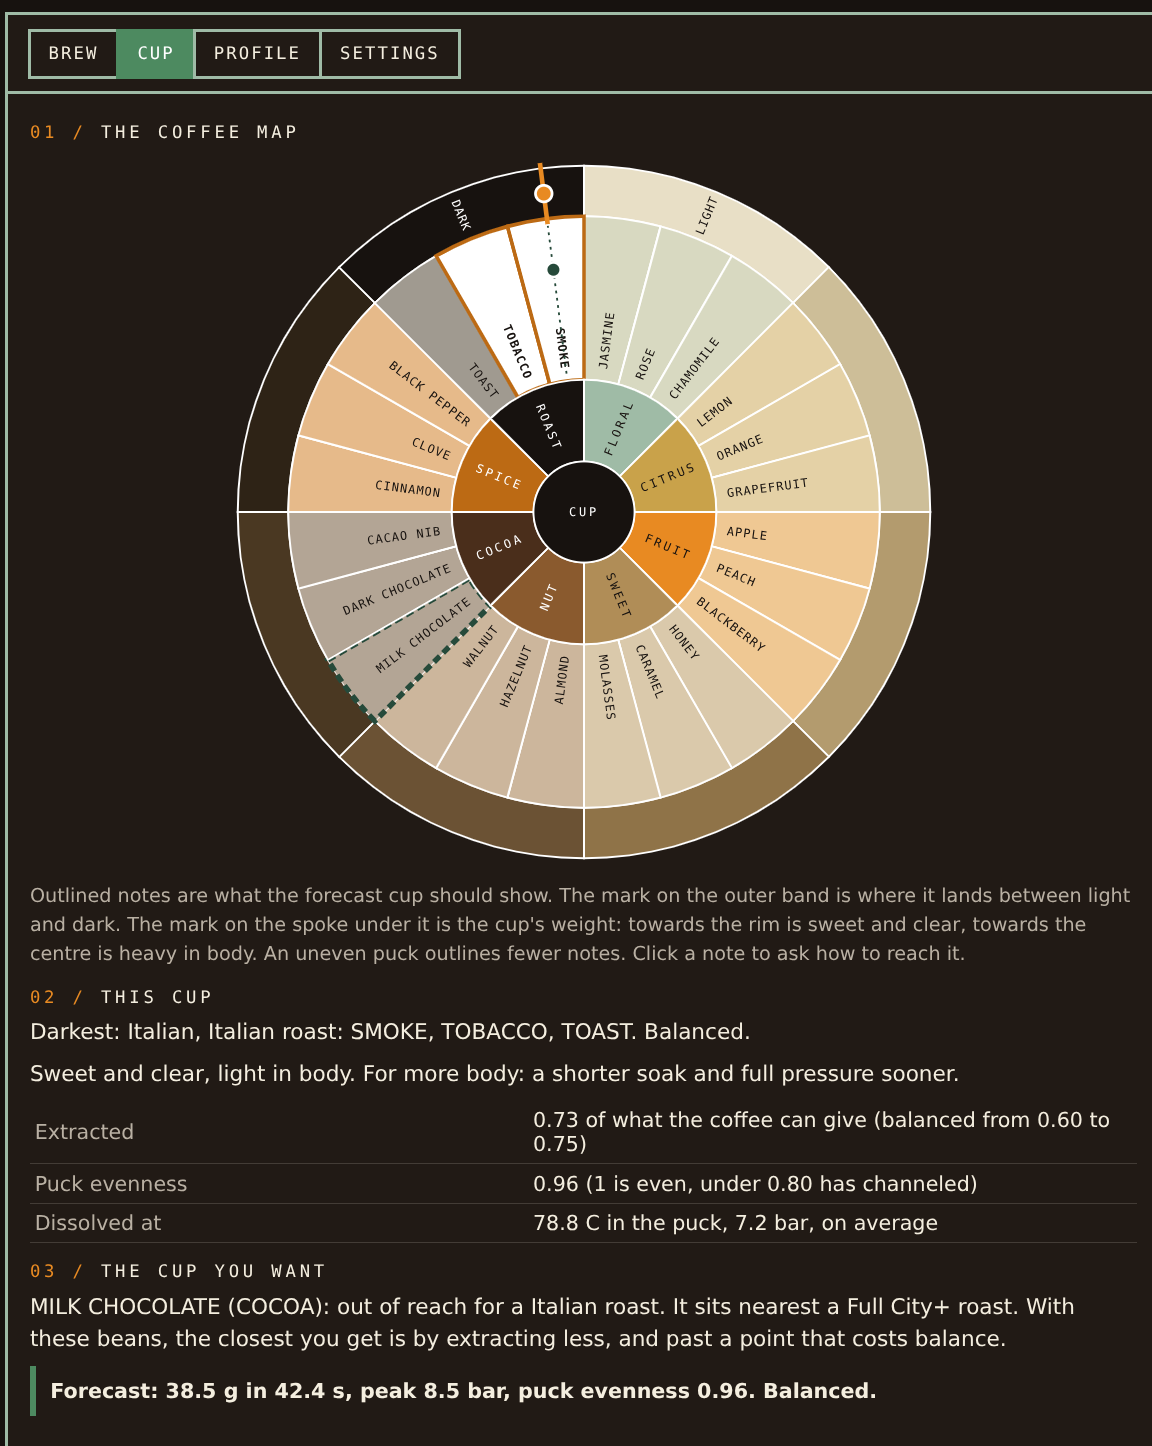 BREW
CUP
PROFILE
SETTINGS
01 / THE COFFEE MAP
DARK
LIGHT
TOAST
TOBACCO
SMOKE
JASMINE
ROSE
CHAMOMILE
LEMON
ORANGE
GRAPEFRUIT
APPLE
PEACH
BLACKBERRY
HONEY
CARAMEL
MOLASSES
ALMOND
HAZELNUT
WALNUT
MILK CHOCOLATE
DARK CHOCOLATE
CACAO NIB
CINNAMON
CLOVE
BLACK PEPPER
ROAST
FLORAL
CITRUS
FRUIT
SWEET
NUT
COCOA
SPICE
CUP
Outlined notes are what the forecast cup should show. The mark on the outer band is where it lands between light
and dark. The mark on the spoke under it is the cup's weight: towards the rim is sweet and clear, towards the
centre is heavy in body. An uneven puck outlines fewer notes. Click a note to ask how to reach it.
02 / THIS CUP
Darkest: Italian, Italian roast: SMOKE, TOBACCO, TOAST. Balanced.
Sweet and clear, light in body. For more body: a shorter soak and full pressure sooner.
Extracted
0.73 of what the coffee can give (balanced from 0.60 to
0.75)
Puck evenness
0.96 (1 is even, under 0.80 has channeled)
Dissolved at
78.8 C in the puck, 7.2 bar, on average
03 / THE CUP YOU WANT
MILK CHOCOLATE (COCOA): out of reach for a Italian roast. It sits nearest a Full City+ roast. With
these beans, the closest you get is by extracting less, and past a point that costs balance.
Forecast: 38.5 g in 42.4 s, peak 8.5 bar, puck evenness 0.96. Balanced.